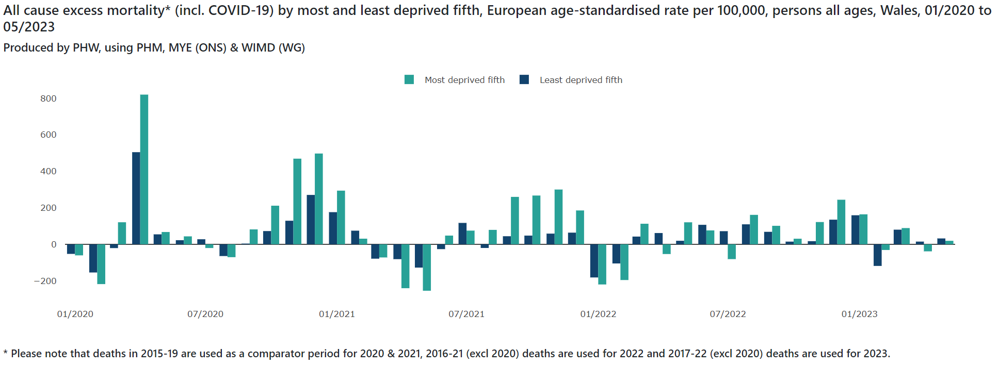 All cause excess mortality* (incl. COVID-19) by most and least deprived fifth, European age-standardised rate per 100,000, persons all ages, Wales, 01/2020 to
05/2023
Produced by PHW, using PHM, MYE (ONS) & WIMD (WG)
Most deprived fifth Least deprived fifth
800
600
400
200
0
−200
01/2020 07/2020 01/2021 07/2021 01/2022 07/2022 01/2023
* Please note that deaths in 2015-19 are used as a comparator period for 2020 & 2021, 2016-21 (excl 2020) deaths are used for 2022 and 2017-22 (excl 2020) deaths are used for 2023.